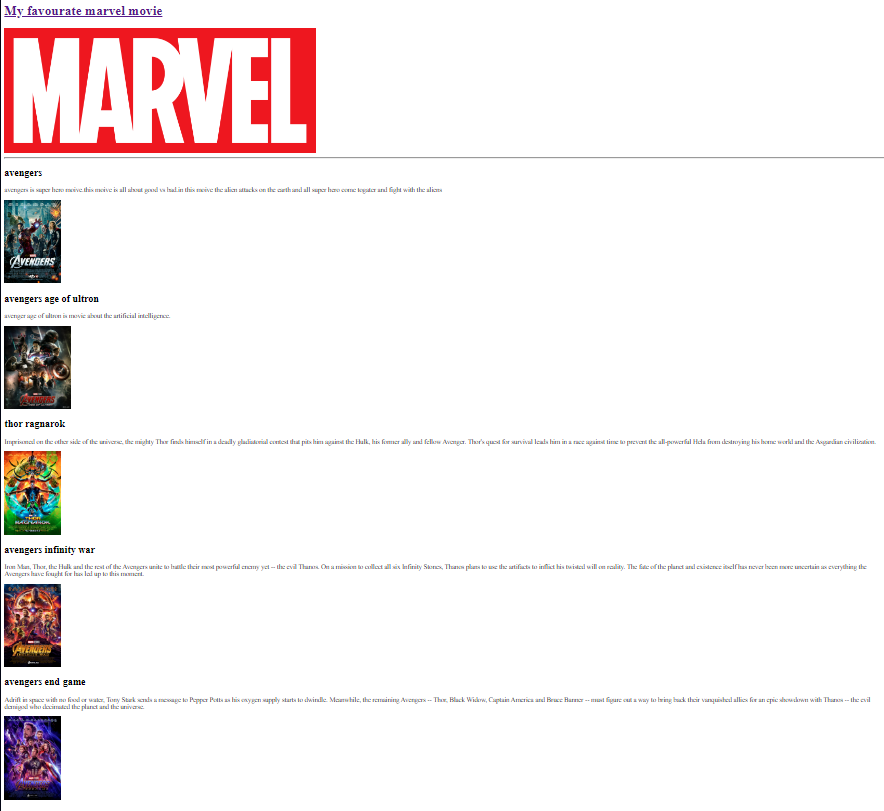 My favourate marvel movie
MARVEL
avengers
avengers is super hero moive.this moive is all about good vs bad.in this moive the alien attacks on the earth and all super hero come togater and fight with the aliens
AVENGERS
avengers age of ultron
avenger age of ultron is movie about the artificial intelligence.
AVENGERS
thor ragnarok
Imprisoned on the other side of the universe, the mighty Thor finds himself in a deadly gladiatorial contest that pits him against the Hulk, his former ally and fellow Avenger. Thor's quest for survival leads him in a race against time to prevent the all-powerful Hela from destroying his home world and the Asgardian civilization.
THOR
RAGNAROK
avengers infinity war
Iron Man, Thor, the Hulk and the rest of the Avengers unite to battle their most powerful enemy yet -- the evil Thanos. On a mission to collect all six Infinity Stones, Thanos plans to use the artifacts to inflict his twisted will on reality. The fate of the planet and existence itself has never been more uncertain as everything the
Avengers have fought for has led up to this moment.
AVENGERS
INFINITY WAR
avengers end game
Adrift in space with no food or water, Tony Stark sends a message to Pepper Potts as his oxygen supply starts to dwindle. Meanwhile, the remaining Avengers -- Thor, Black Widow, Captain America and Bruce Banner -- must figure out a way to bring back their vanquished allies for an epic showdown with Thanos -- the evil
demigod who decimated the planet and the universe.